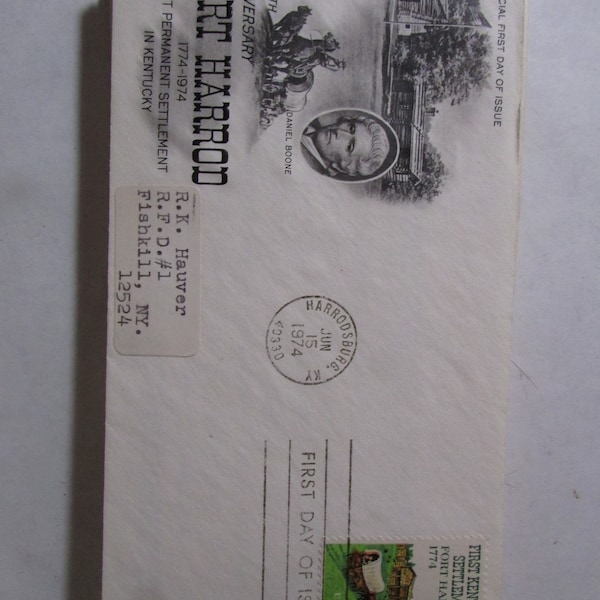 CIAL FIRST DAY OF ISSUE
DANIEL BOONE
TH
VERSARY
RT HARROD
1774-1974
T PERMANENT SETTLEMENT
IN KENTUCKY
R.K. Hauver
R.F.D.#1
Fishkill, NY.
12524
HARRODSBURG, KY
JUN
15
1974
40330
FIRST DAY OF IS
FIRST KEN
SETTLEM
FORT HA
1774